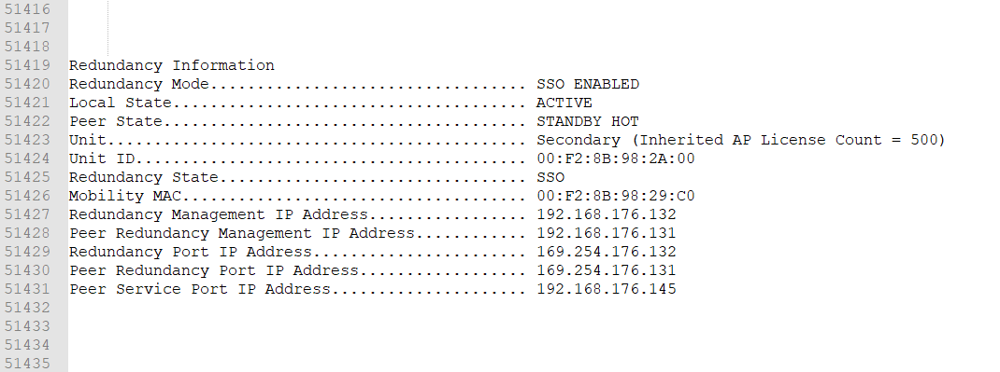 51416
51417
51418
51419 Redundancy Information
51420 Redundancy Mode.................................. SSO ENABLED
51421 Local State...................................... ACTIVE
51422 Peer State....................................... STANDBY HOT
51423 Unit............................................. Secondary (Inherited AP License Count = 500)
51424 Unit ID.......................................... 00:F2:8B:98:2A:00
51425 Redundancy State................................. SSO
51426 Mobility MAC..................................... 00:F2:8B:98:29:C0
51427 Redundancy Management IP Address................. 192.168.176.132
51428 Peer Redundancy Management IP Address............ 192.168.176.131
51429 Redundancy Port IP Address....................... 169.254.176.132
51430 Peer Redundancy Port IP Address.................. 169.254.176.131
51431 Peer Service Port IP Address..................... 192.168.176.145
51432
51433
51434
51435